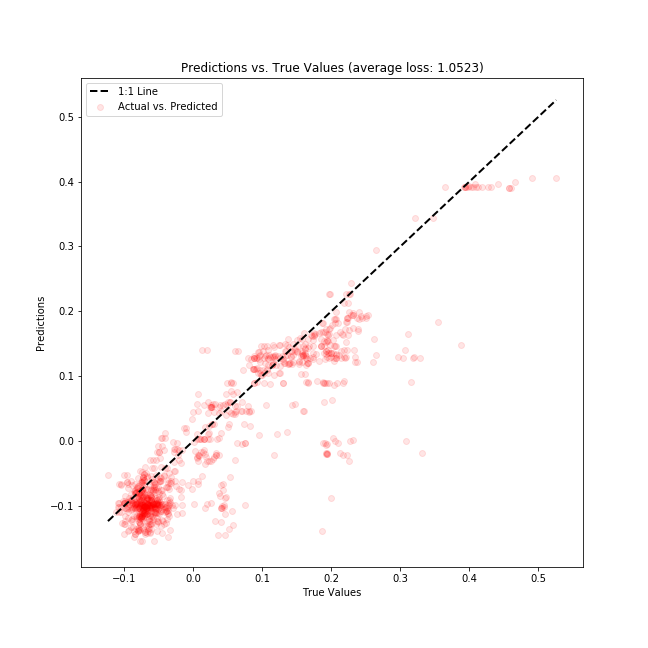 Predictions vs. True Values (average loss: 1.0523)
1:1 Line
Actual vs. Predicted
0.5
0.4
0.3
0.2
0.1
0.0
−0.1
Predictions
−0.1 0.0 0.1 0.2 0.3 0.4 0.5
True Values